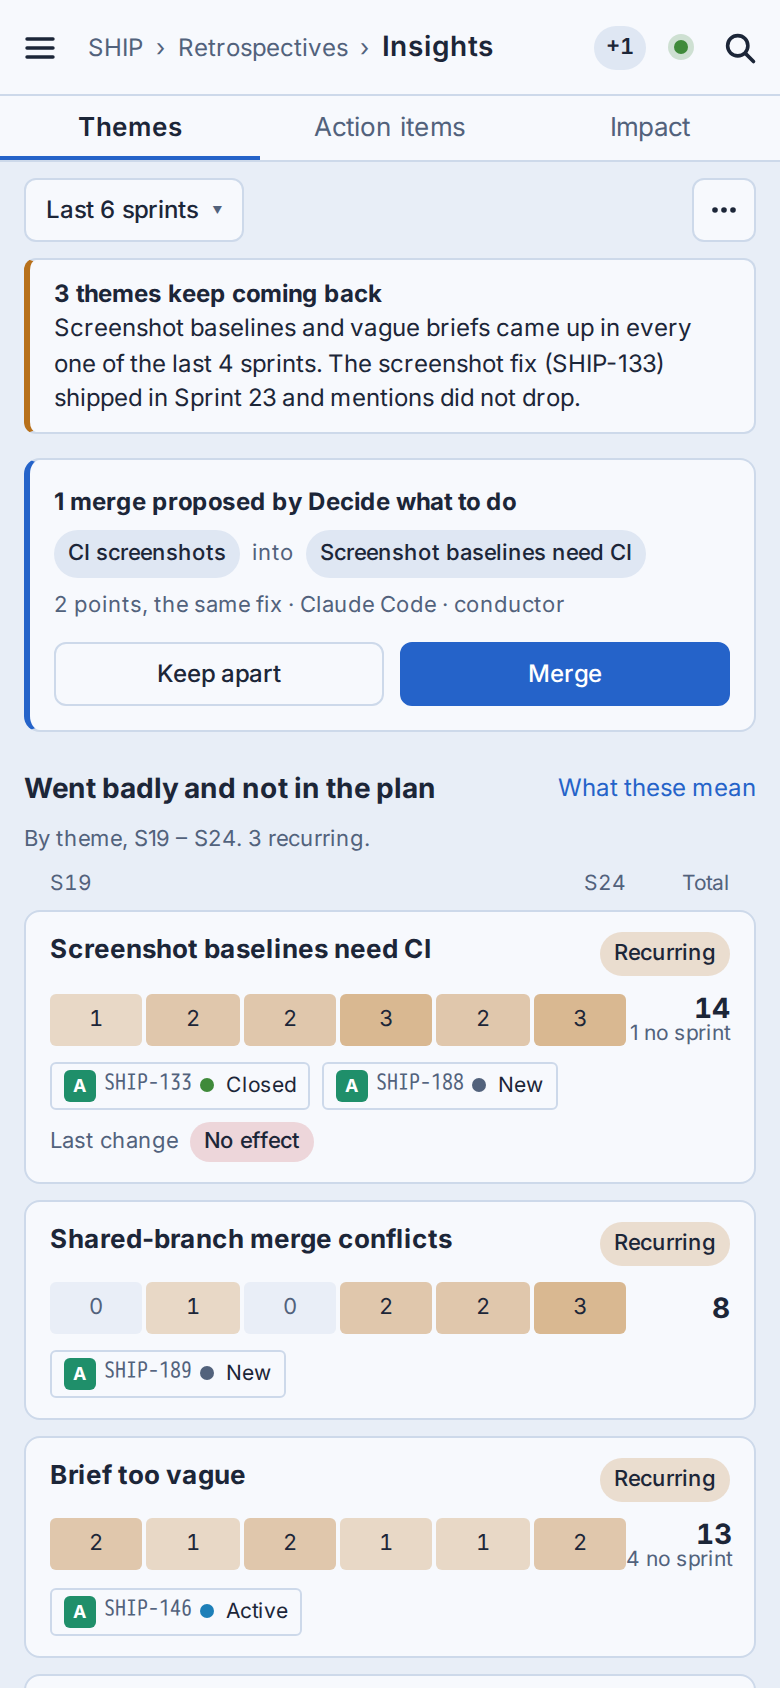 SHIP › Retrospectives › Insights +1
Themes Action items Impact
Last 6 sprints ▾ •••
3 themes keep coming back
Screenshot baselines and vague briefs came up in every
one of the last 4 sprints. The screenshot fix (SHIP-133)
shipped in Sprint 23 and mentions did not drop.
1 merge proposed by Decide what to do
CI screenshots into Screenshot baselines need CI
2 points, the same fix · Claude Code · conductor
Keep apart Merge
Went badly and not in the plan What these mean
By theme, S19 – S24. 3 recurring.
S19 S24 Total
Screenshot baselines need CI Recurring
1 2 2 3 2 3 14
1 no sprint
A SHIP-133 Closed A SHIP-188 New
Last change No effect
Shared-branch merge conflicts Recurring
0 1 0 2 2 3 8
A SHIP-189 New
Brief too vague Recurring
2 1 2 1 1 2 13
4 no sprint
A SHIP-146 Active